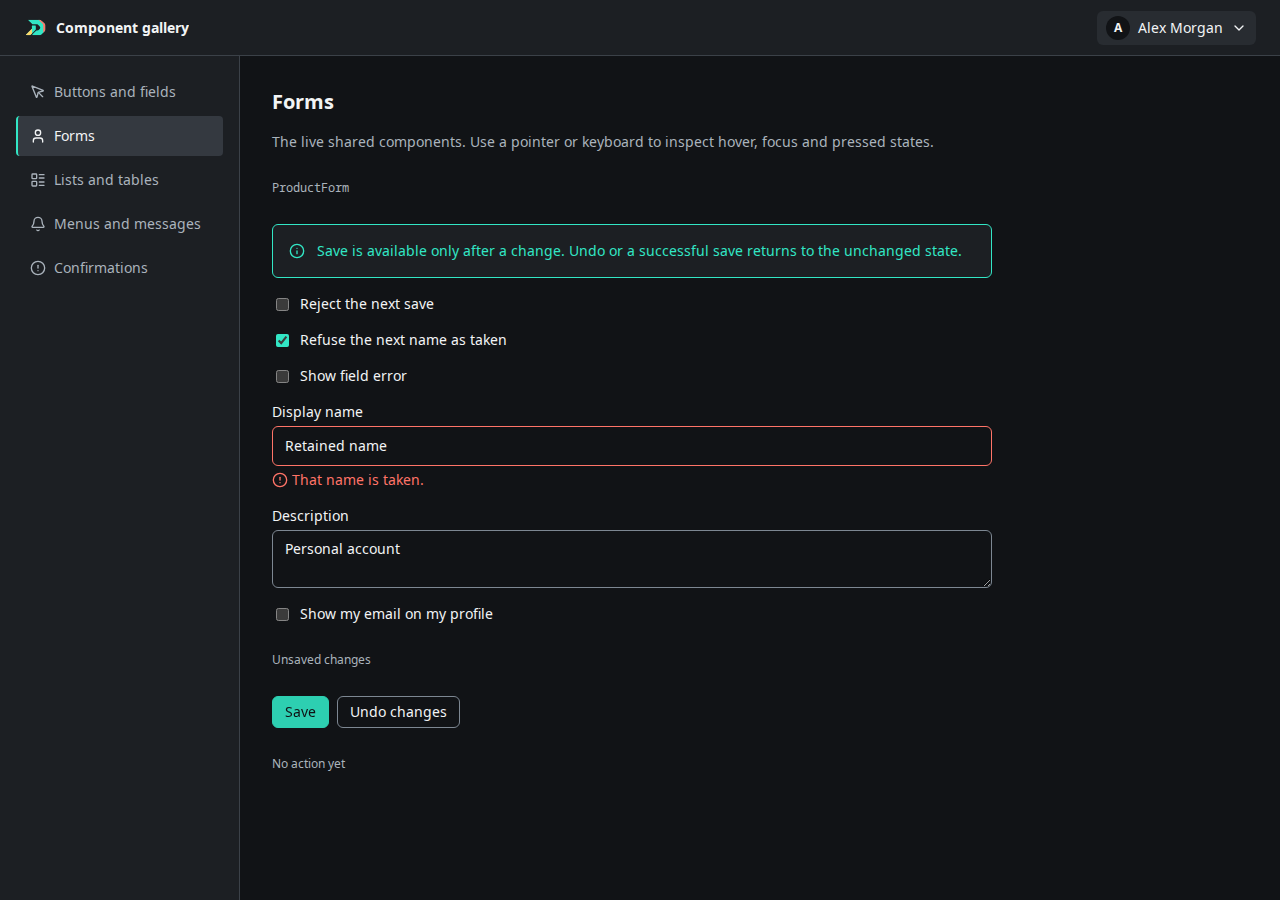 Component gallery
A Alex Morgan
Buttons and fields
Forms
Lists and tables
Menus and messages
Confirmations
Forms
The live shared components. Use a pointer or keyboard to inspect hover, focus and pressed states.
ProductForm
Save is available only after a change. Undo or a successful save returns to the unchanged state.
Reject the next save
Refuse the next name as taken
Show field error
Display name
Retained name
That name is taken.
Description
Personal account
Show my email on my profile
Unsaved changes
Save Undo changes
No action yet